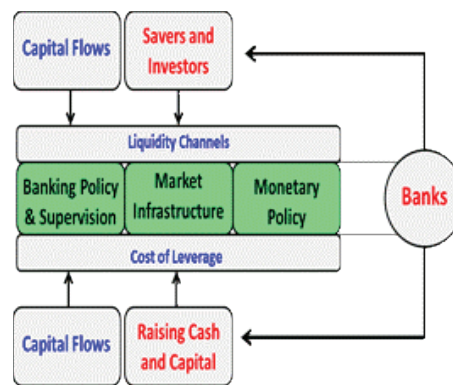 Capital Flows
Savers and
Investors
Liquidity Channels
Banking Policy
& Supervision
Market
Infrastructure
Monetary
Policy
Banks
Cost of Leverage
Capital Flows
Raising Cash
and Capital